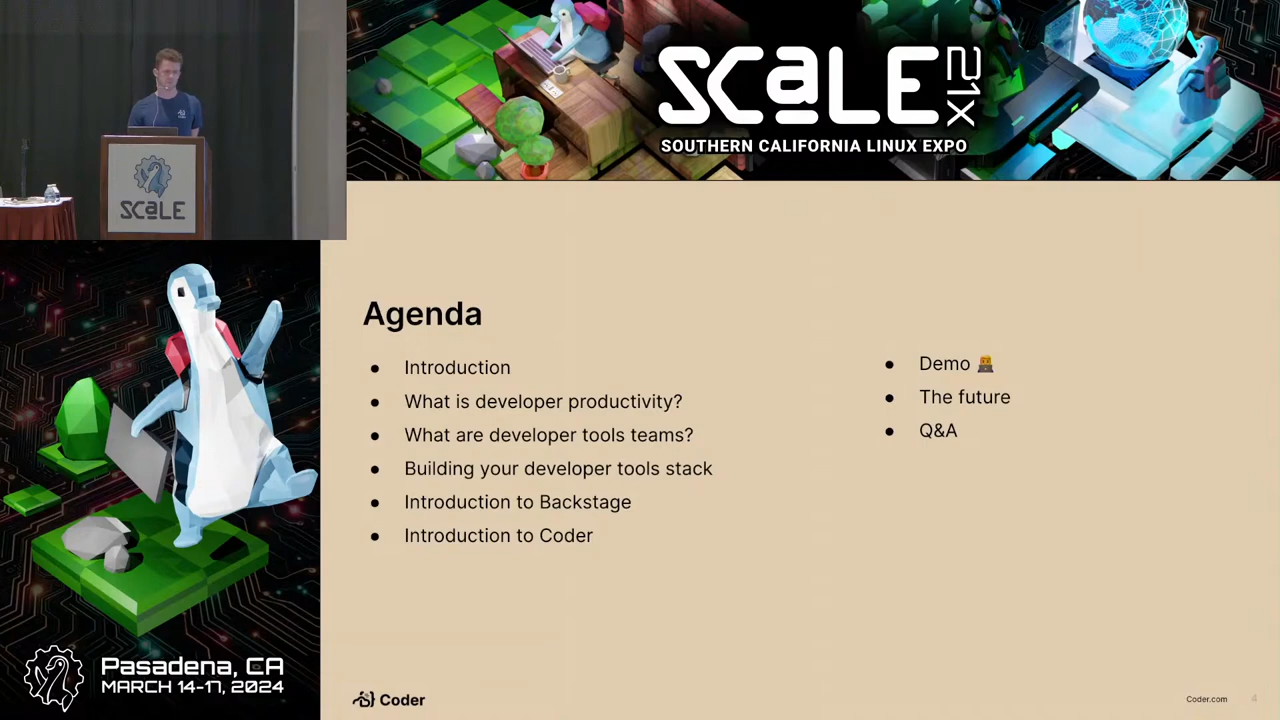 SCALE
21X
SOUTHERN CALIFORNIA LINUX EXPO
SCALE
Agenda
● Introduction
● What is developer productivity?
● What are developer tools teams?
● Building your developer tools stack
● Introduction to Backstage
● Introduction to Coder
● Demo 👨‍💻
● The future
● Q&A
Pasadena, CA
MARCH 14-17, 2024
Coder
Coder.com
4